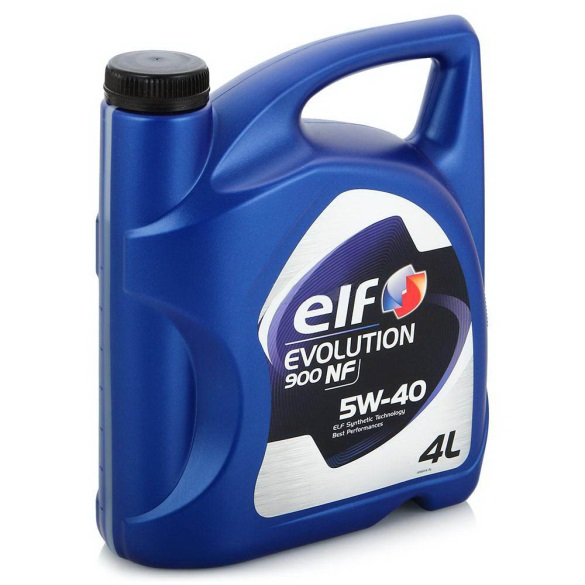 elf
EVOLUTION
900 NF
5W-40
ELF Synthetic Technology
Best Performances
4L